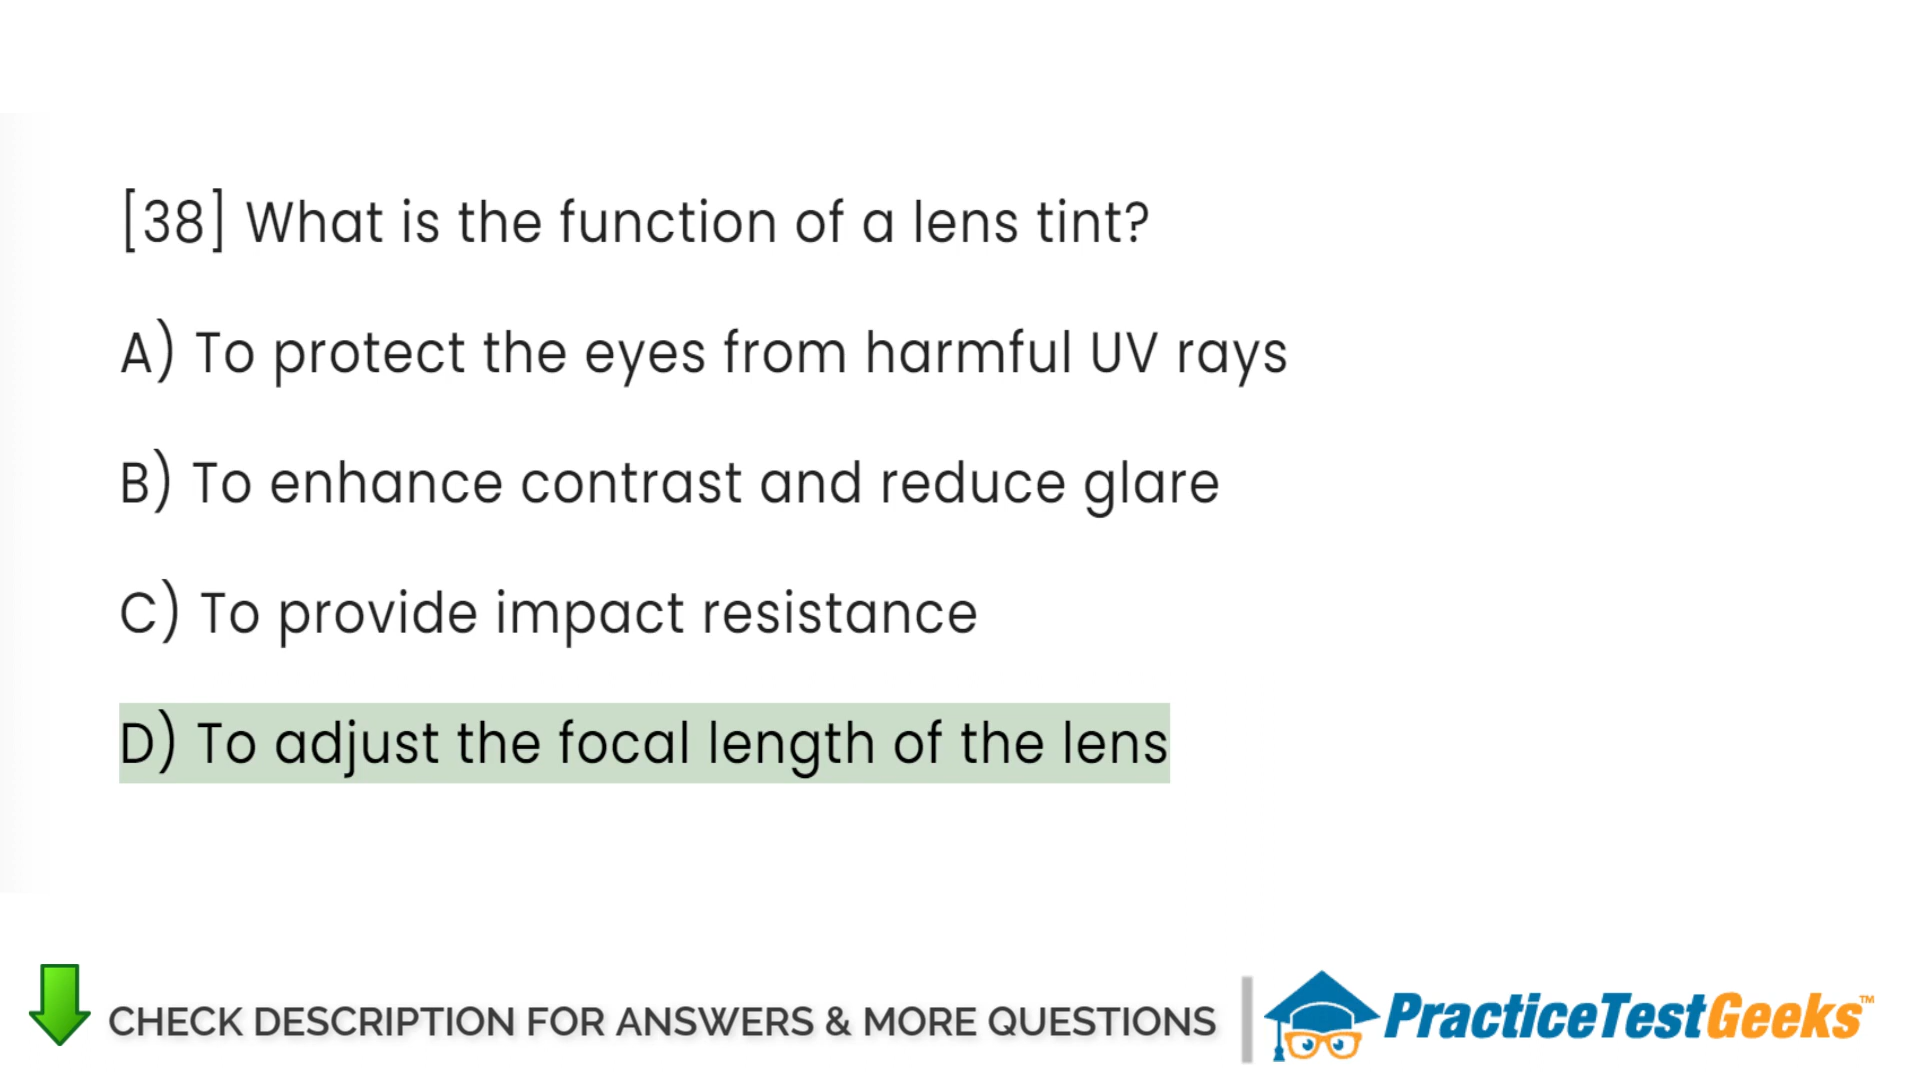 [38] What is the function of a lens tint?
A) To protect the eyes from harmful UV rays
B) To enhance contrast and reduce glare
C) To provide impact resistance
D) To adjust the focal length of the lens
CHECK DESCRIPTION FOR ANSWERS & MORE QUESTIONS
PracticeTestGeeks™